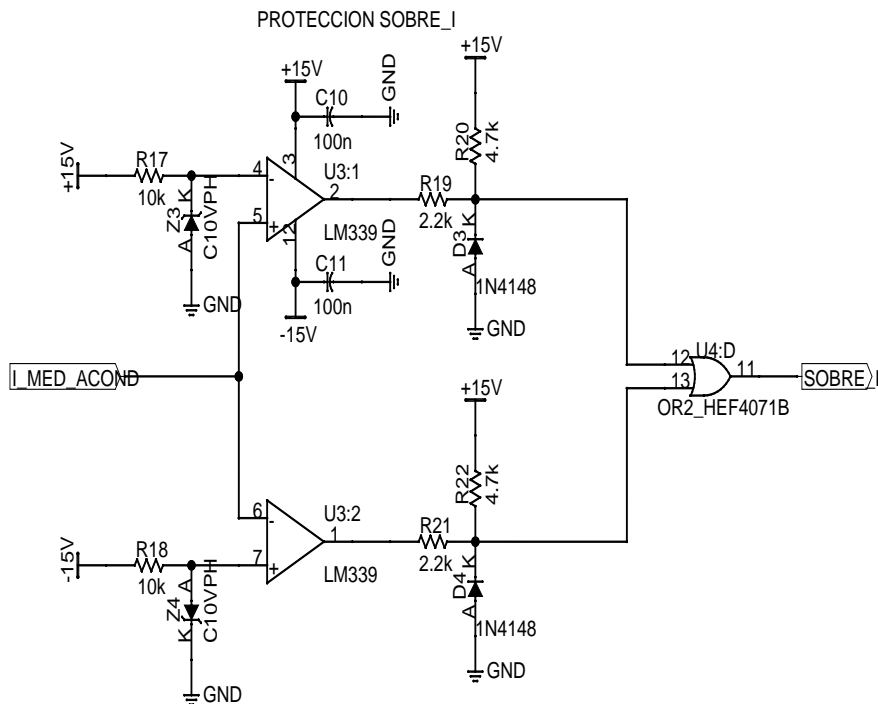 PROTECCION SOBRE_I
+15V
C10
100n
GND
+15V
R20
4.7k
+15V
R17
10k
Z3
K
A
C10VPH
GND
4
-
5
+
3
12
U3:1
2
LM339
R19
2.2k
C11
100n
GND
-15V
D3
K
A
1N4148
GND
I_MED_ACOND
12
13
U4:D
11
OR2_HEF4071B
SOBRE_I
+15V
R22
4.7k
-15V
R18
10k
Z4
A
K
C10VPH
GND
6
-
7
+
U3:2
1
LM339
R21
2.2k
D4
K
A
1N4148
GND